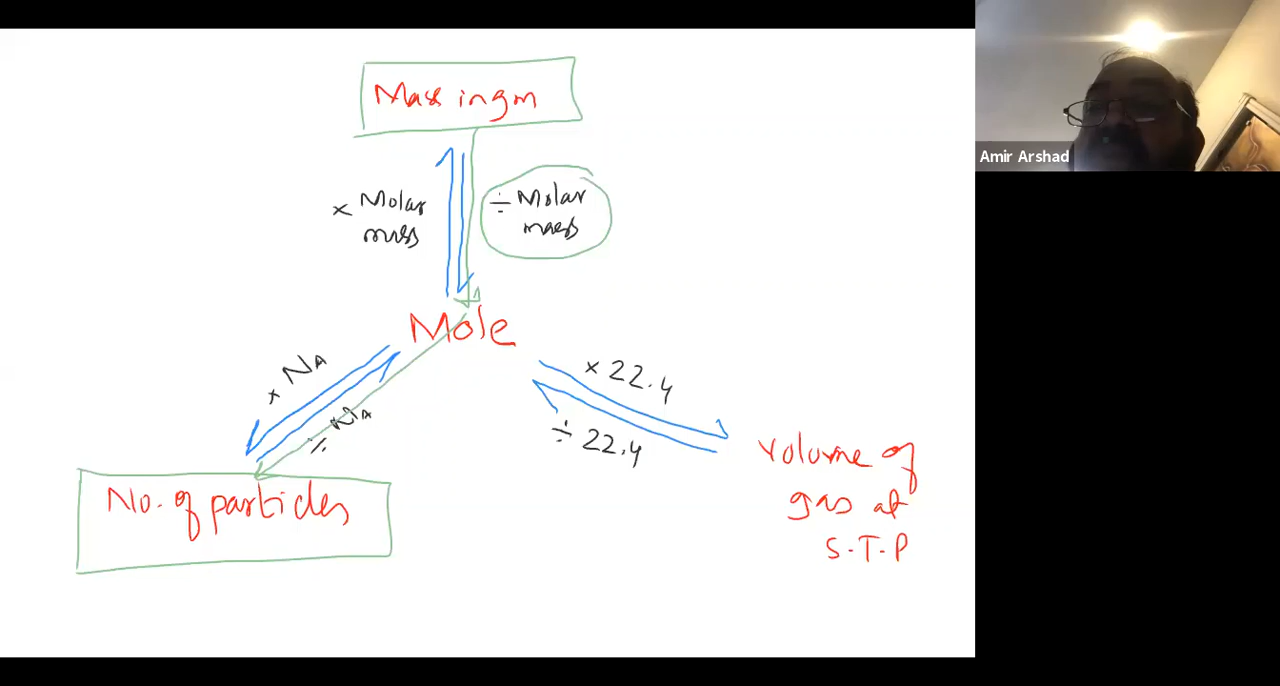 Mass in gm
× Molar
mass
÷ Molar
mass
Amir Arshad
Mole
× NA
÷ NA
× 22.4
÷ 22.4
No. of particles
volume of
gas at
S.T.P